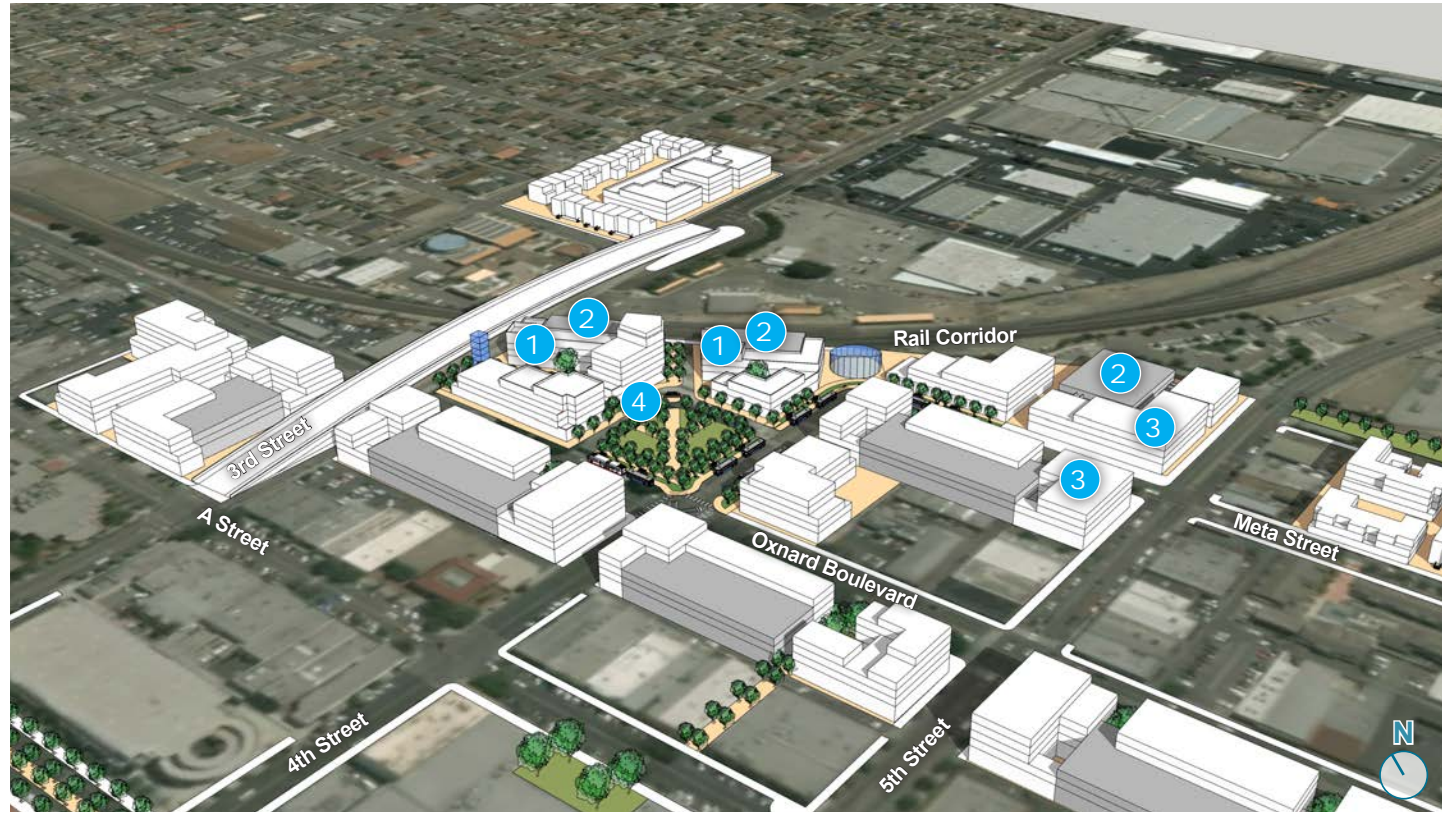 2
1
2
1
Rail Corridor
2
4
3
3rd Street
3
A Street
Meta Street
Oxnard Boulevard
4th Street
5th Street
N